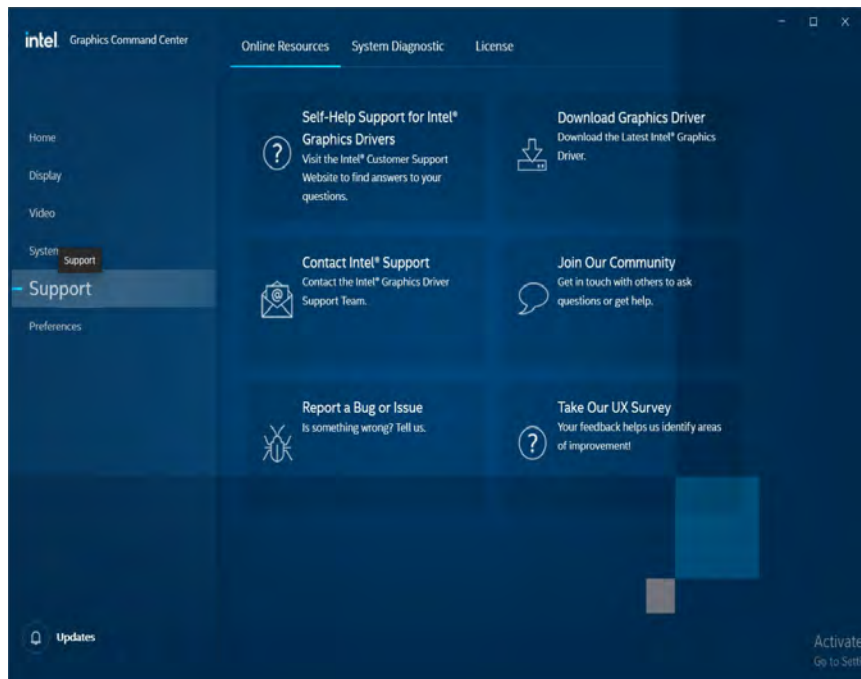 intel. Graphics Command Center
Online Resources System Diagnostic License
Home
Display
Video
System
Support
Support
Preferences
Self-Help Support for Intel®
Graphics Drivers
Visit the Intel® Customer Support
Website to find answers to your
questions.
Download Graphics Driver
Download the Latest Intel® Graphics
Driver.
Contact Intel® Support
Contact the Intel® Graphics Driver
Support Team.
Join Our Community
Get in touch with others to ask
questions or get help.
Report a Bug or Issue
Is something wrong? Tell us.
Take Our UX Survey
Your feedback helps us identify areas
of improvement!
Updates
Activate
Go to Setti